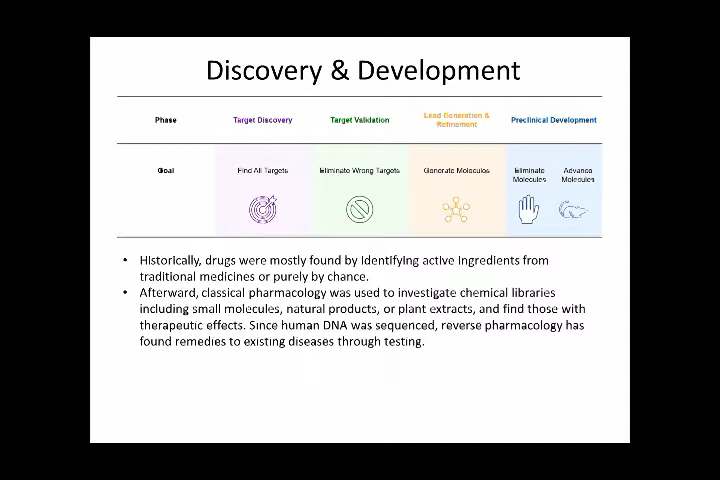 Discovery & Development
Phase
Target Discovery
Target Validation
Lead Generation &
Refinement
Preclinical Development
Goal
Find All Targets
Eliminate Wrong Targets
Generate Molecules
Eliminate
Molecules
Advance
Molecules
• Historically, drugs were mostly found by identifying active ingredients from
traditional medicines or purely by chance.
• Afterward, classical pharmacology was used to investigate chemical libraries
including small molecules, natural products, or plant extracts, and find those with
therapeutic effects. Since human DNA was sequenced, reverse pharmacology has
found remedies to existing diseases through testing.